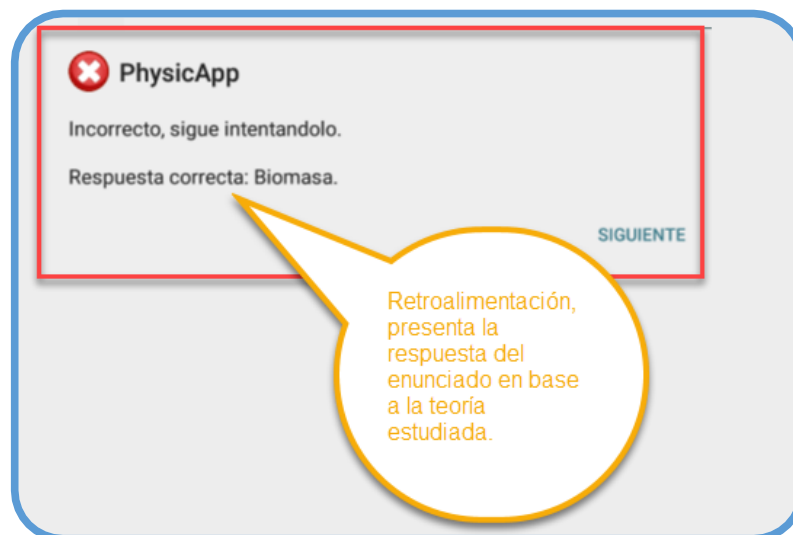 PhysicApp
Incorrecto, sigue intentandolo.
Respuesta correcta: Biomasa.
SIGUIENTE
Retroalimentación,
presenta la
respuesta del
enunciado en base
a la teoría
estudiada.